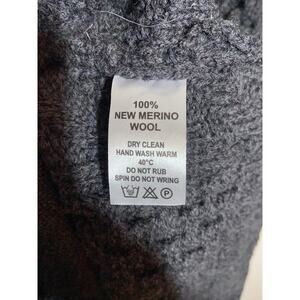 100%
NEW MERINO
WOOL
DRY CLEAN
HAND WASH WARM
40°C
DO NOT RUB
SPIN DO NOT WRING
P